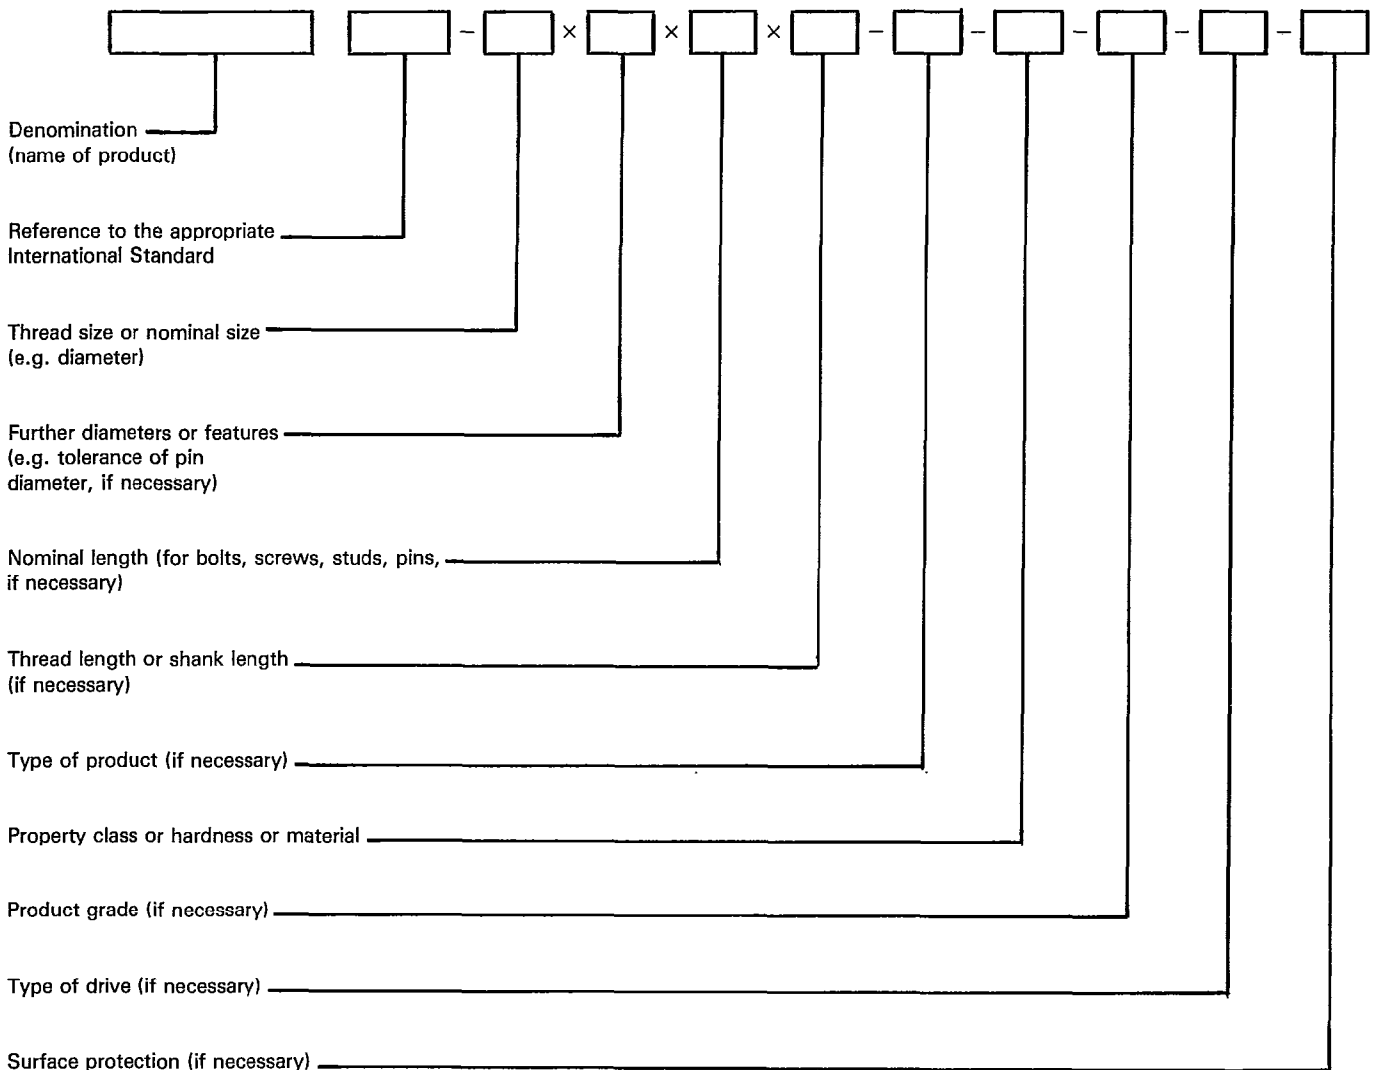 – × × × – – – – –
Denomination
(name of product)
Reference to the appropriate
International Standard
Thread size or nominal size
(e.g. diameter)
Further diameters or features
(e.g. tolerance of pin
diameter, if necessary)
Nominal length (for bolts, screws, studs, pins,
if necessary)
Thread length or shank length
(if necessary)
Type of product (if necessary)
Property class or hardness or material
Product grade (if necessary)
Type of drive (if necessary)
Surface protection (if necessary)